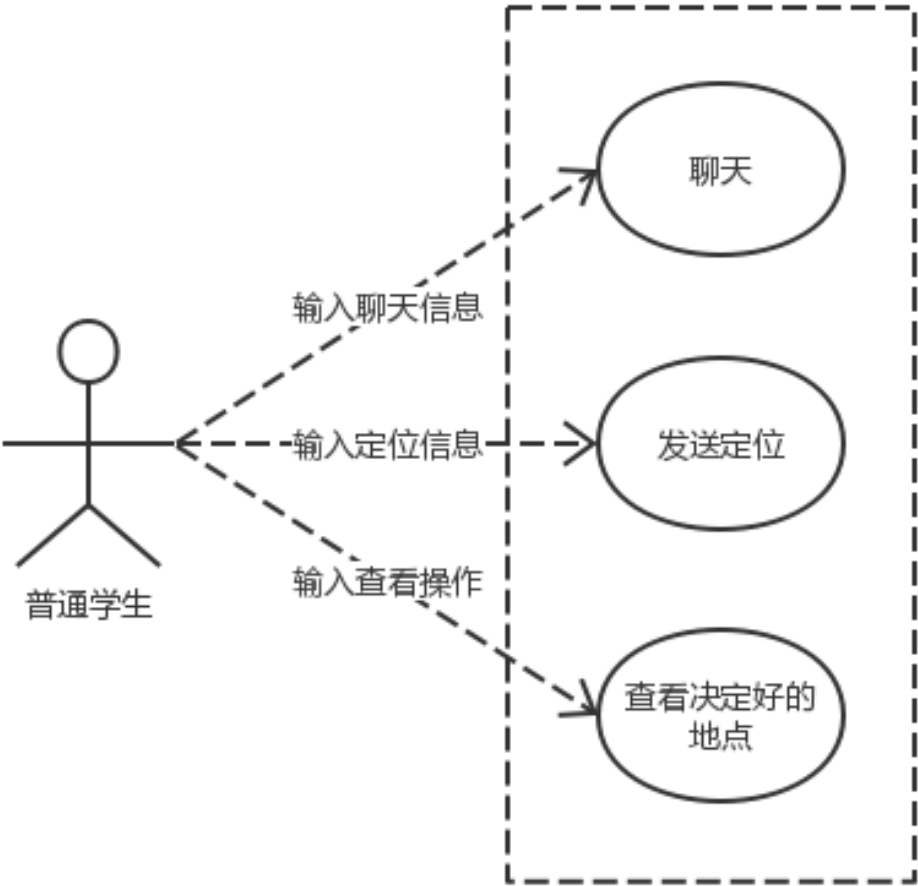 聊天
输入聊天信息
输入定位信息
发送定位
输入查看操作
普通学生
查看决定好的
地点